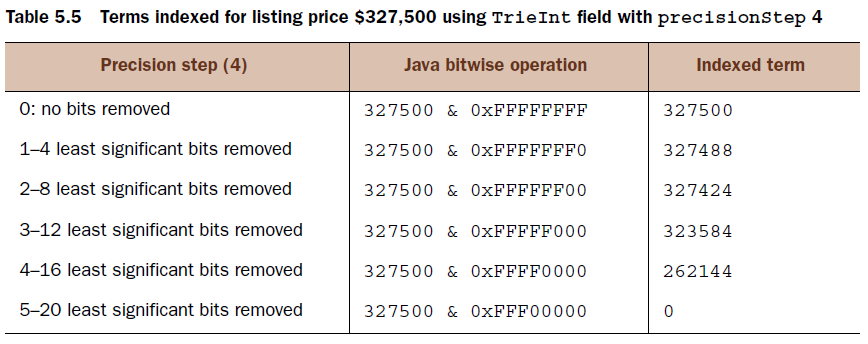 Table 5.5 Terms indexed for listing price $327,500 using TrieInt field with precisionStep 4
Precision step (4) Java bitwise operation Indexed term
0: no bits removed 327500 & 0xFFFFFFFF 327500
1–4 least significant bits removed 327500 & 0xFFFFFFF0 327488
2–8 least significant bits removed 327500 & 0xFFFFFF00 327424
3–12 least significant bits removed 327500 & 0xFFFFF000 323584
4–16 least significant bits removed 327500 & 0xFFFF0000 262144
5–20 least significant bits removed 327500 & 0xFFF00000 0